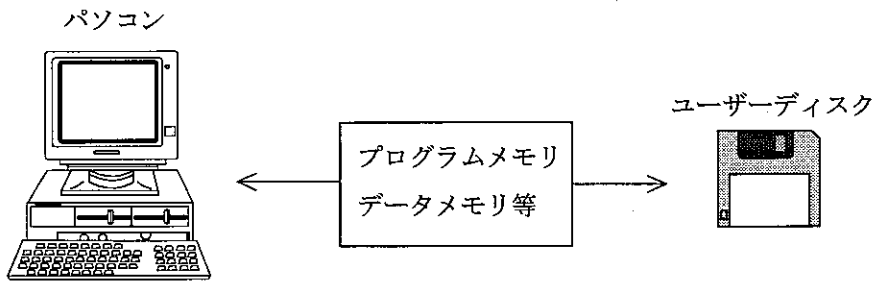 パソコン
プログラムメモリ
データメモリ等
ユーザーディスク